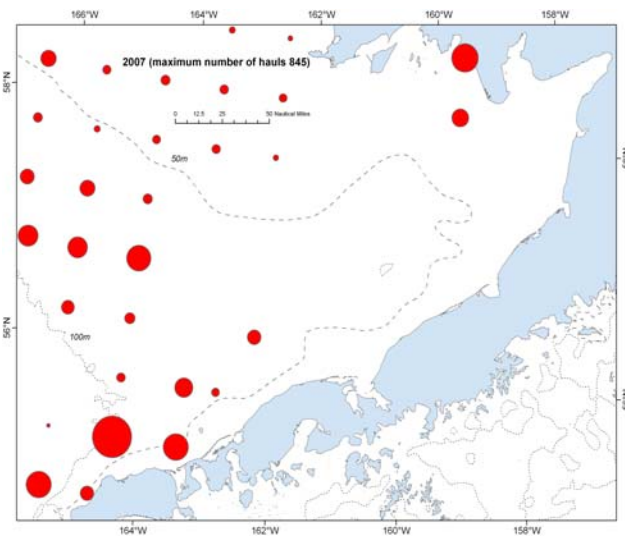 166°W 164°W 162°W 160°W 158°W
2007 (maximum number of hauls 845)
58°N
0 12.5 25 50 Nautical Miles
50m
56°N
100m
164°W 162°W 160°W 158°W